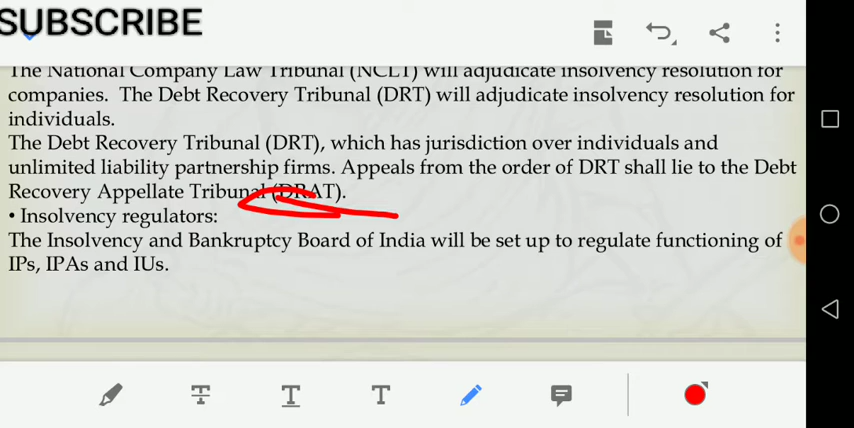 SUBSCRIBE
The National Company Law Tribunal (NCLT) will adjudicate insolvency resolution for
companies. The Debt Recovery Tribunal (DRT) will adjudicate insolvency resolution for
individuals.
The Debt Recovery Tribunal (DRT), which has jurisdiction over individuals and
unlimited liability partnership firms. Appeals from the order of DRT shall lie to the Debt
Recovery Appellate Tribunal (DRAT).
• Insolvency regulators:
The Insolvency and Bankruptcy Board of India will be set up to regulate functioning of
IPs, IPAs and IUs.